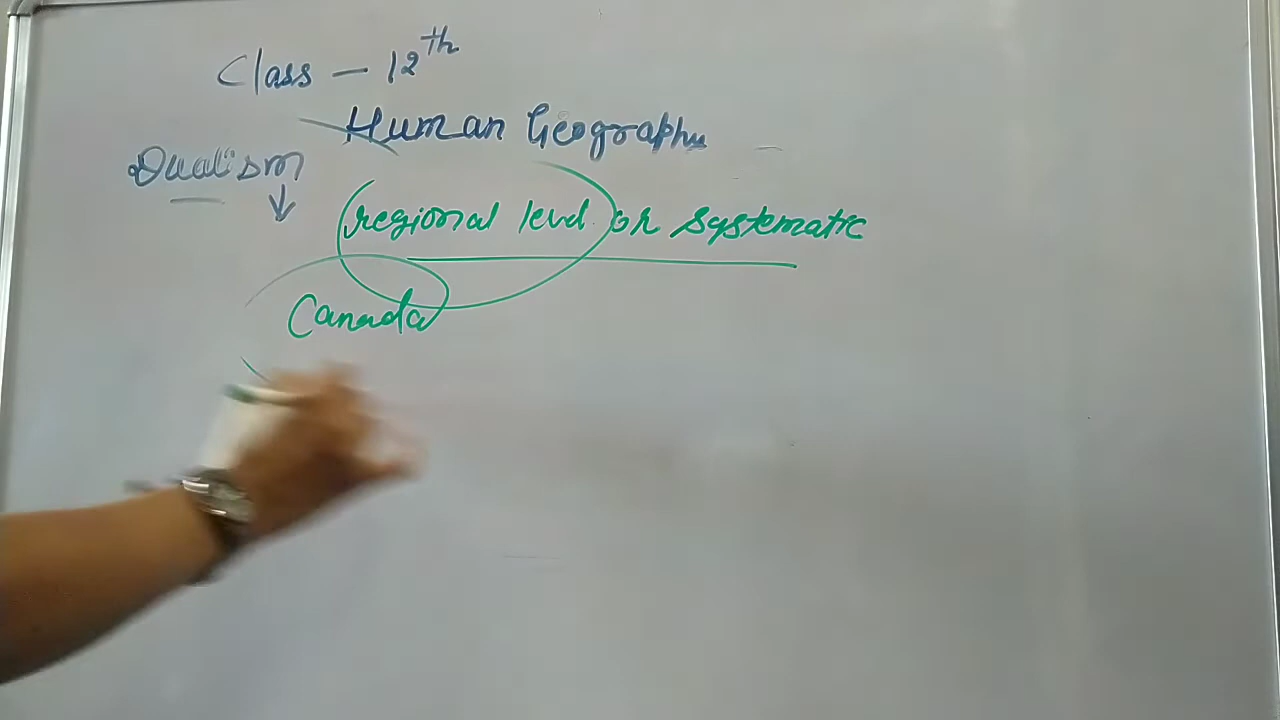 Class - 12th
Human Geography
Dualism
↓
regional level or systematic
Canada